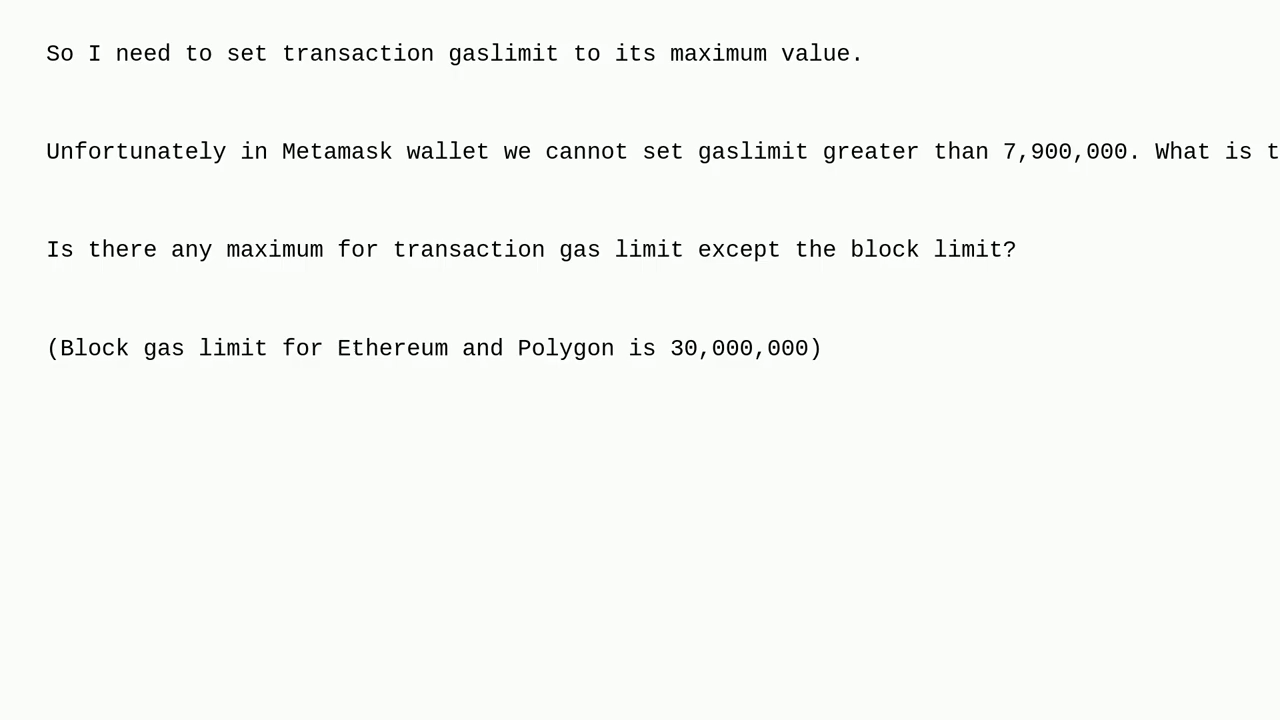 So I need to set transaction gaslimit to its maximum value.
Unfortunately in Metamask wallet we cannot set gaslimit greater than 7,900,000. What is
Is there any maximum for transaction gas limit except the block limit?
(Block gas limit for Ethereum and Polygon is 30,000,000)